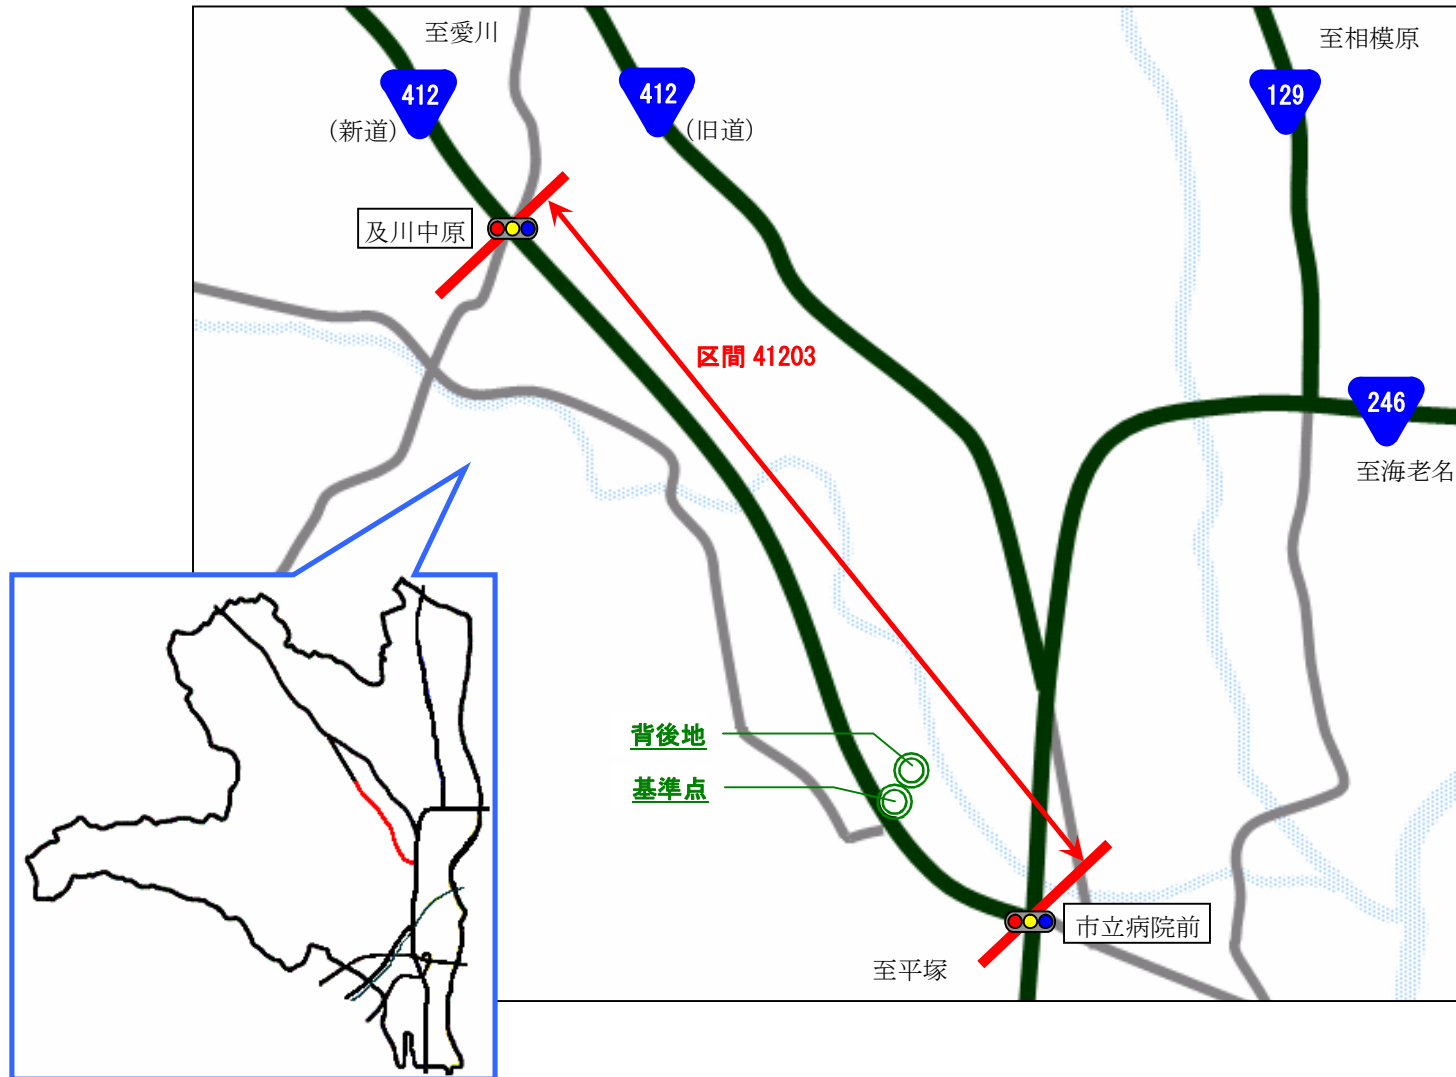 至愛川
至相模原
412
412
129
(新道)
(旧道)
及川中原
区間 41203
246
至海老名
背後地
基準点
市立病院前
至平塚